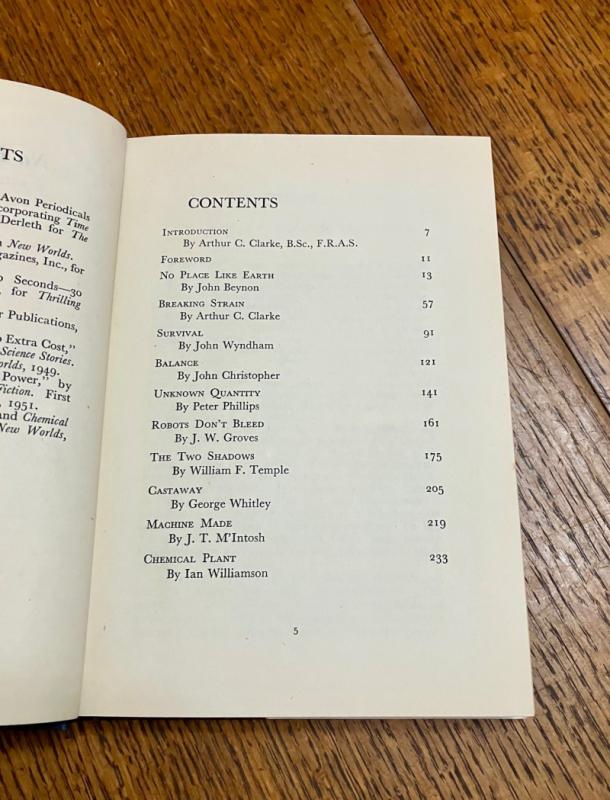 TS
Avon Periodicals
corporating Time
Derleth for The
New Worlds.
gazines, Inc., for
Seconds—30
for Thrilling
Publications,
Extra Cost,"
Science Stories.
1949.
Power," by
First
1951.
and Chemical
New Worlds,
CONTENTS
INTRODUCTION 7
By Arthur C. Clarke, B.Sc., F.R.A.S.
FOREWORD 11
NO PLACE LIKE EARTH 13
By John Beynon
BREAKING STRAIN 57
By Arthur C. Clarke
SURVIVAL 91
By John Wyndham
BALANCE 121
By John Christopher
UNKNOWN QUANTITY 141
By Peter Phillips
ROBOTS DON'T BLEED 161
By J. W. Groves
THE TWO SHADOWS 175
By William F. Temple
CASTAWAY 205
By George Whitley
MACHINE MADE 219
By J. T. M'Intosh
CHEMICAL PLANT 233
By Ian Williamson
5